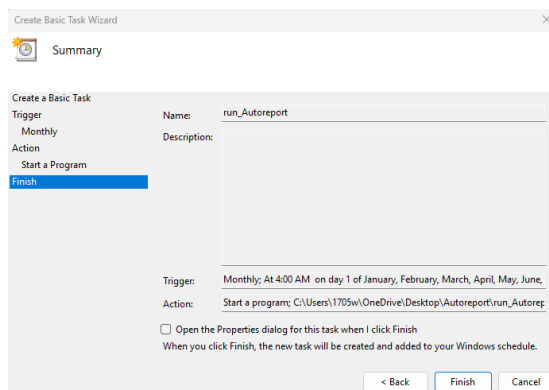 Create Basic Task Wizard
Summary
Create a Basic Task
Trigger
Monthly
Action
Start a Program
Finish
Name: run_Autoreport
Description:
Trigger: Monthly; At 4:00 AM on day 1 of January, February, March, April, May, June,
Action: Start a program; C:\Users\1705w\OneDrive\Desktop\Autoreport\run_Autorep
Open the Properties dialog for this task when I click Finish
When you click Finish, the new task will be created and added to your Windows schedule.
< Back Finish Cancel